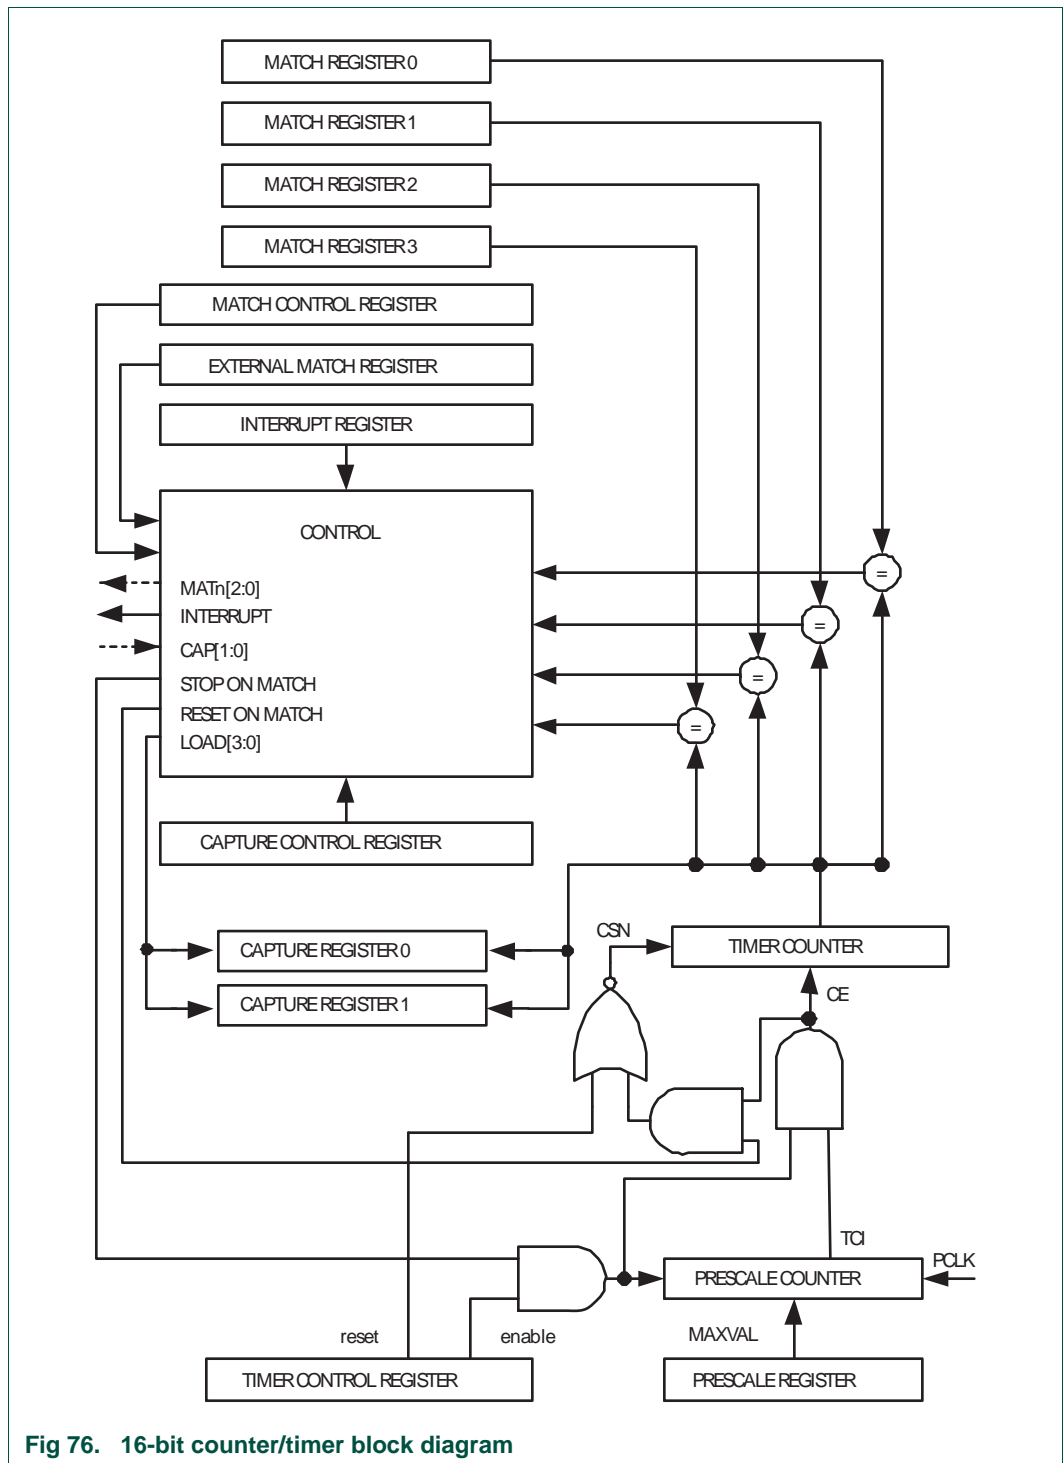 MATCH REGISTER 0
MATCH REGISTER 1
MATCH REGISTER 2
MATCH REGISTER 3
MATCH CONTROL REGISTER
EXTERNAL MATCH REGISTER
INTERRUPT REGISTER
CONTROL
=
MATn[2:0]
INTERRUPT
=
CAP[1:0]
STOP ON MATCH
=
RESET ON MATCH
=
LOAD[3:0]
CAPTURE CONTROL REGISTER
CSN
CAPTURE REGISTER 0
TIMER COUNTER
CAPTURE REGISTER 1
CE
TCI
PCLK
PRESCALE COUNTER
reset
enable
MAXVAL
TIMER CONTROL REGISTER
PRESCALE REGISTER
Fig 76. 16-bit counter/timer block diagram